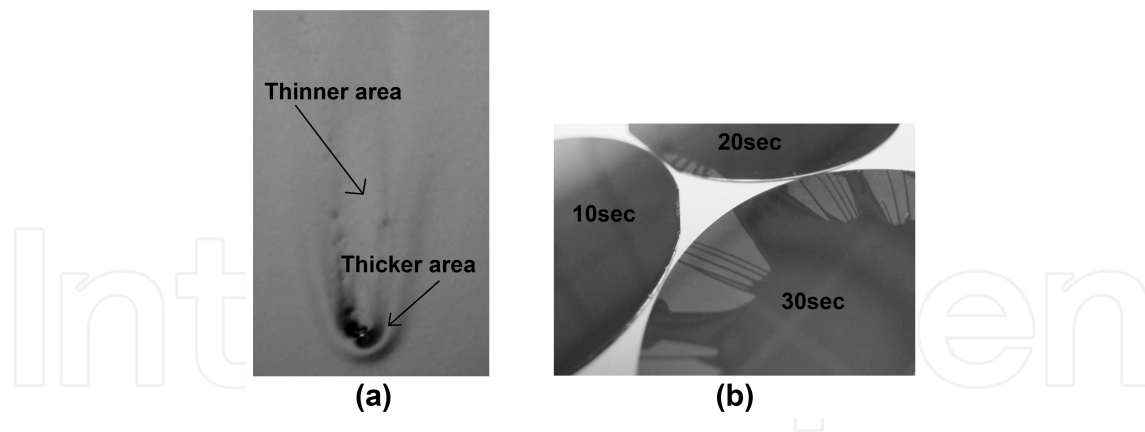 Thinner area
Thicker area
(a)
20sec
10sec
30sec
(b)